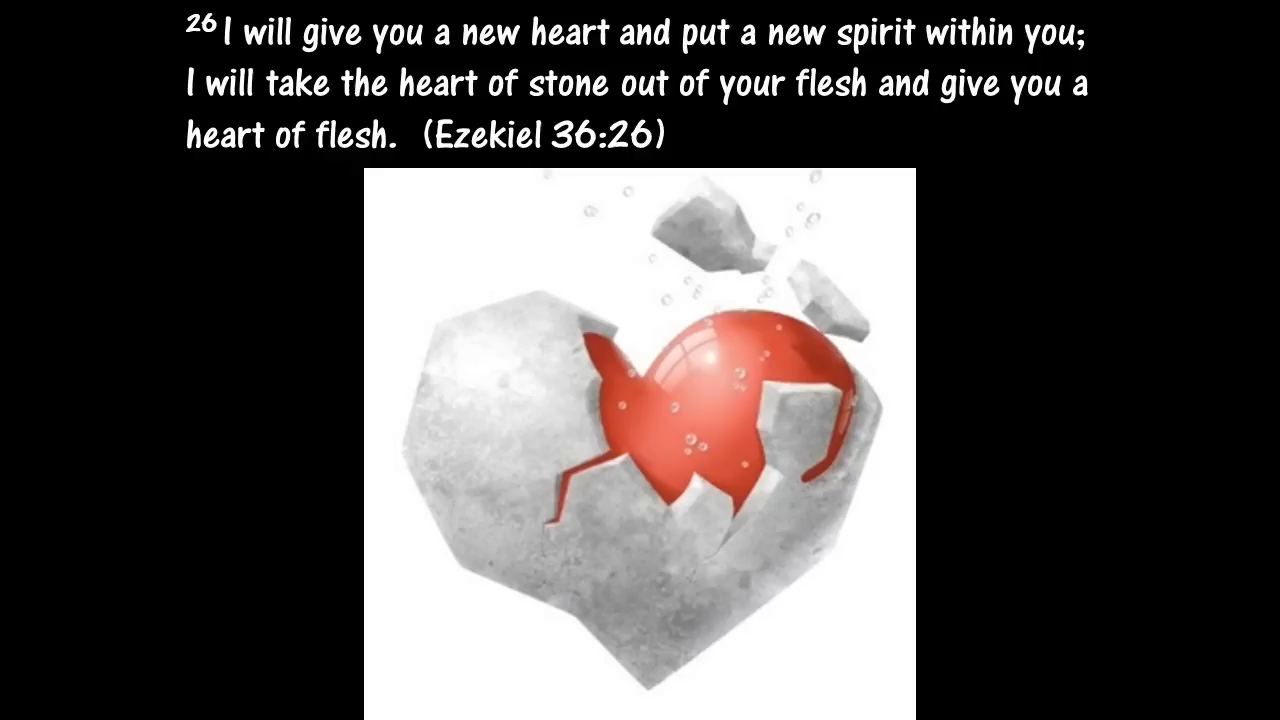 26 I will give you a new heart and put a new spirit within you;
I will take the heart of stone out of your flesh and give you a
heart of flesh. (Ezekiel 36:26)